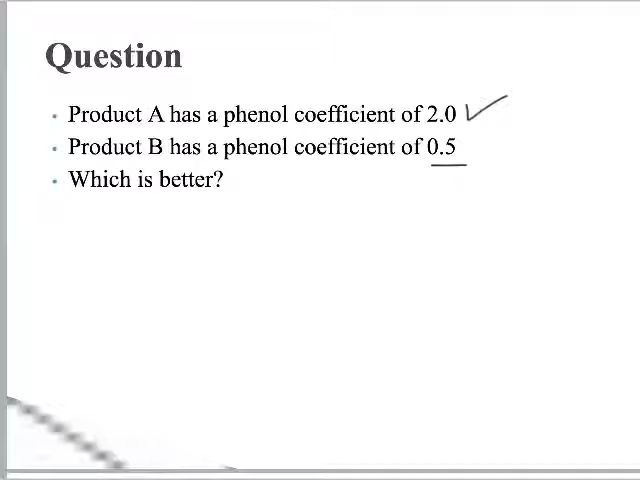 Question
• Product A has a phenol coefficient of 2.0
• Product B has a phenol coefficient of 0.5
• Which is better?